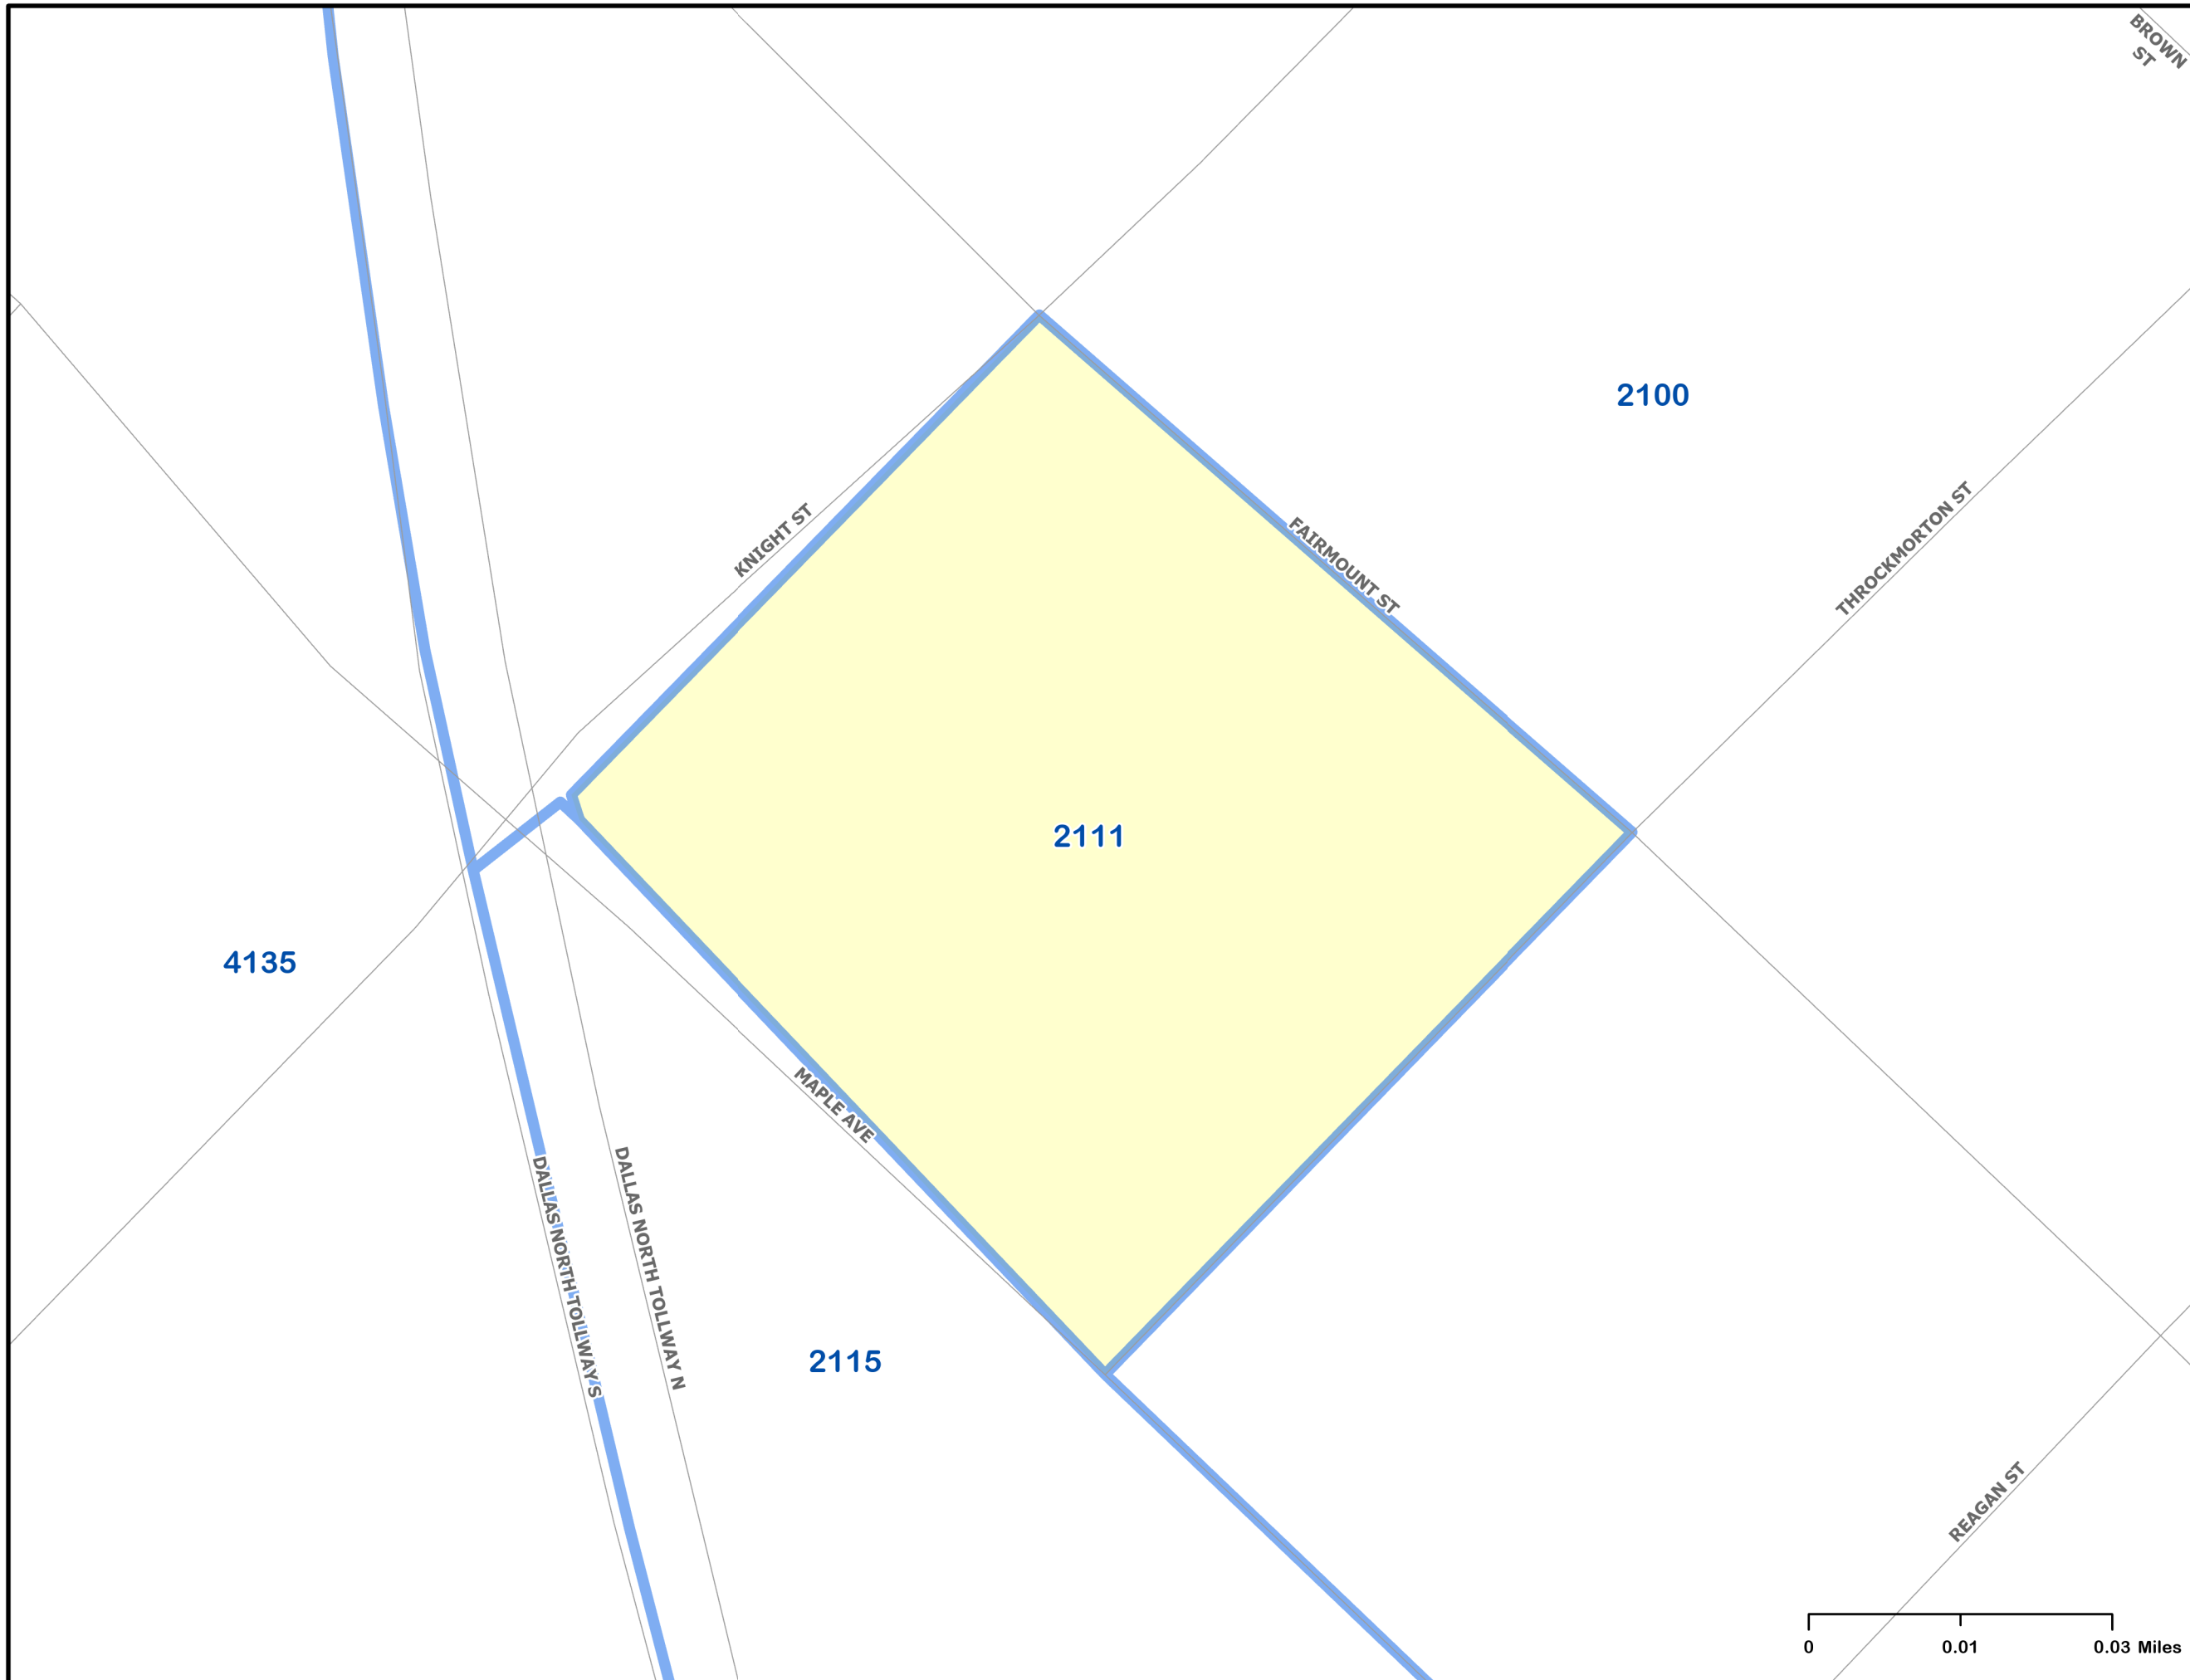 BROWN
ST
2100
KNIGHT ST
FAIRMOUNT ST
THROCKMORTON ST
2111
4135
MAPLE AVE
DALLAS NORTH TOLLWAY S
DALLAS NORTH TOLLWAY N
2115
REAGAN ST
0 0.01 0.03 Miles